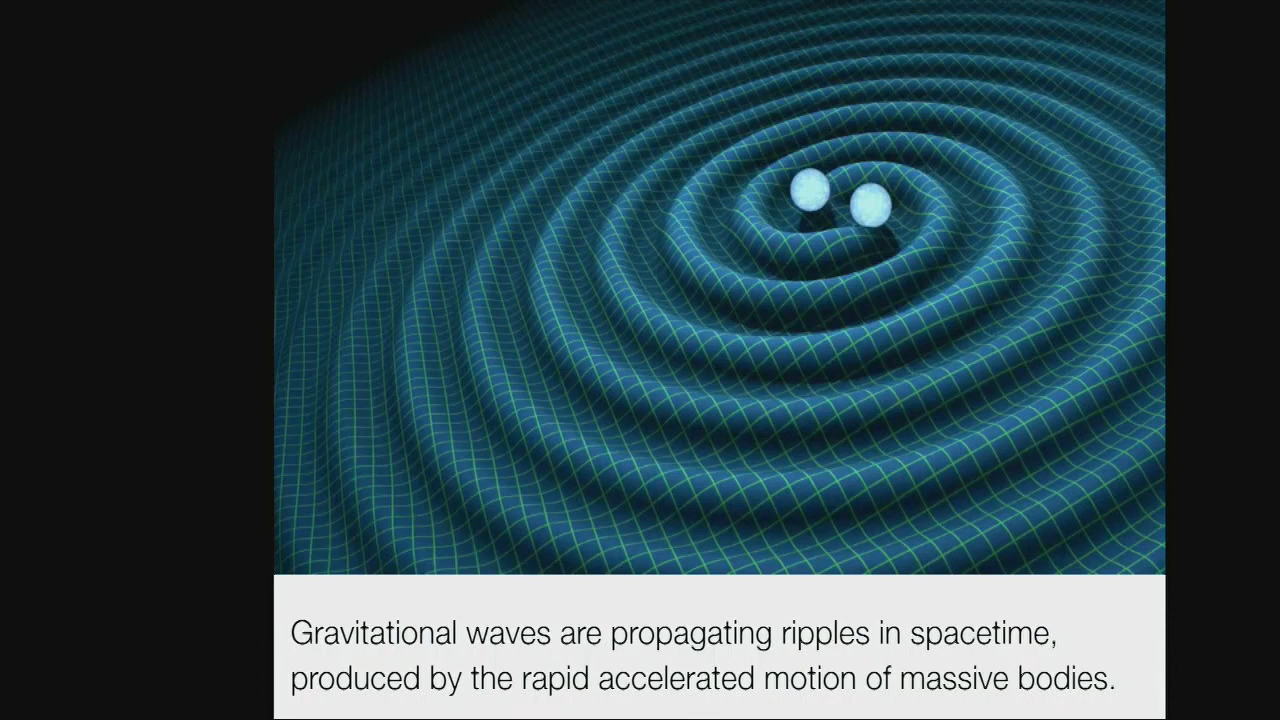 Gravitational waves are propagating ripples in spacetime,
produced by the rapid accelerated motion of massive bodies.